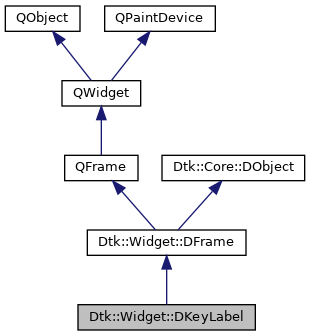 QObject
QPaintDevice
QWidget
QFrame
Dtk::Core::DObject
Dtk::Widget::DFrame
Dtk::Widget::DKeyLabel